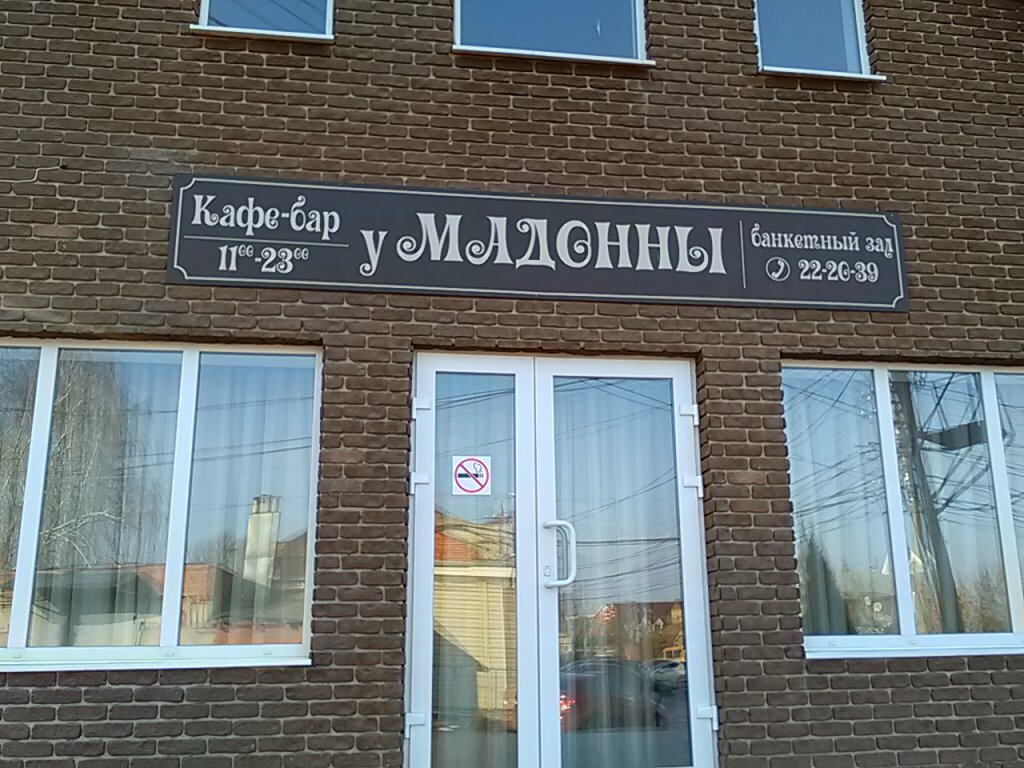 Кафе-бар
11⁰⁰-23⁰⁰
у МАДОННЫ
банкетный зал
22-20-39